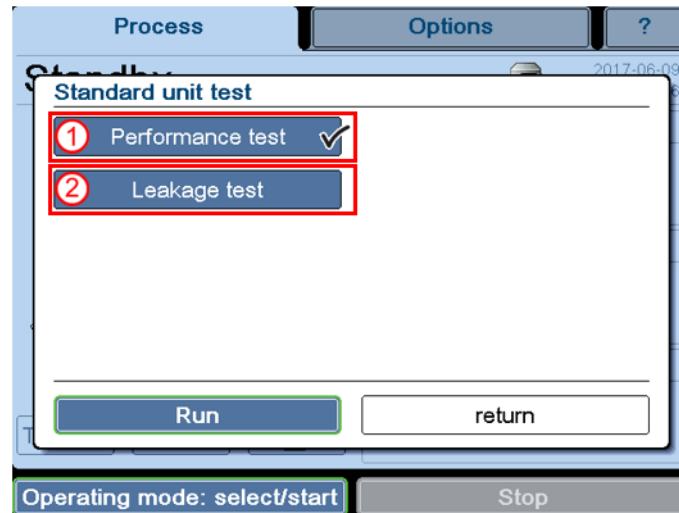 Process Options ?
2017-06-09
Standard unit test
1 Performance test
2 Leakage test
Run return
Operating mode: select/start Stop